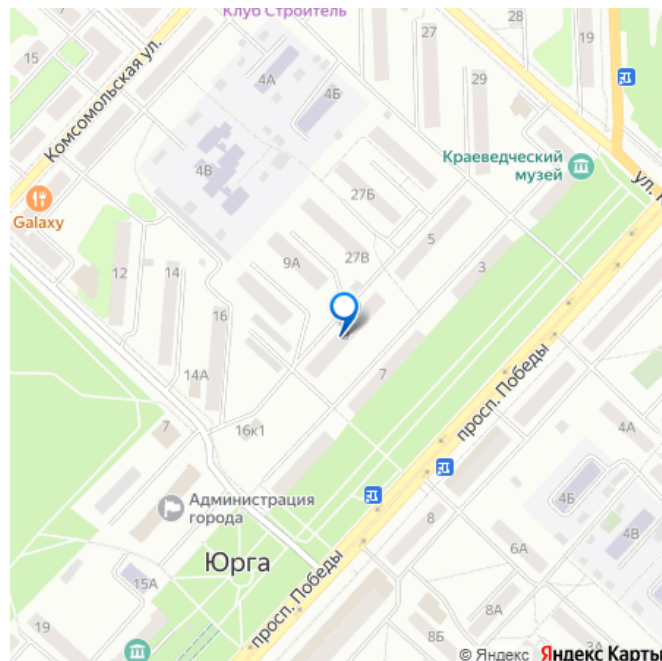 Клуб Строитель
28
15
27
19
4А
29
Комсомольская ул.
4Б
Краеведческий
музей
4В
ул.
27Б
Galaxy
5
27В
9А
3
12
14
16
просп. Победы
7
14А
4А
7
16к1
4Б
Администрация
города
8
4В
6А
Юрга
просп. Победы
15А
8А
19
8Б
© Яндекс Яндекс Карты